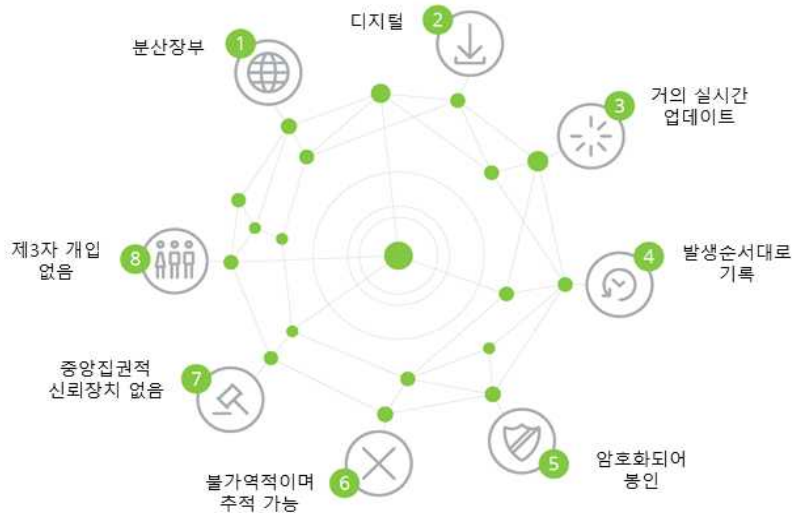 1
분산장부
2
디지털
3
거의 실시간
업데이트
4
발생순서대로
기록
5
암호화되어
봉인
6
불가역적이며
추적 가능
7
중앙집권적
신뢰장치 없음
8
제3자 개입
없음